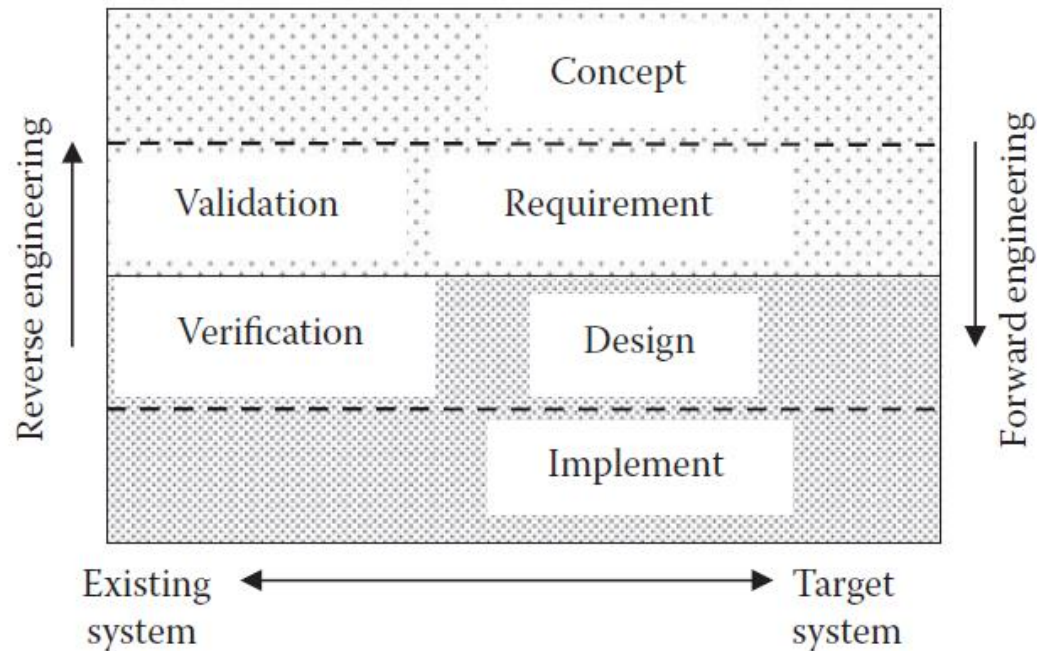 Concept
Validation
Requirement
Verification
Design
Implement
Reverse engineering
Forward engineering
Existing
system
Target
system